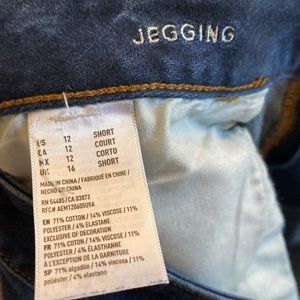 JEGGING
US 12 SHORT
CA 12 COURT
MX 12 CORTO
UK 16 SHORT
MADE IN CHINA / FABRIQUÉ EN CHINE /
HECHO EN CHINA
RN 54485/CA 03873
RFC# AEM120605U9A
EN 71% COTTON / 14% VISCOSE / 11%
POLYESTER / 4% ELASTANE
EXCLUSIVE OF DECORATION
FR 71% COTON / 14% VISCOSE / 11%
POLYESTER / 4% ÉLASTHANNE
À L'EXCEPTION DE LA GARNITURE
SP 71% algodón / 14% viscosa / 11%
poliéster / 4% elastano